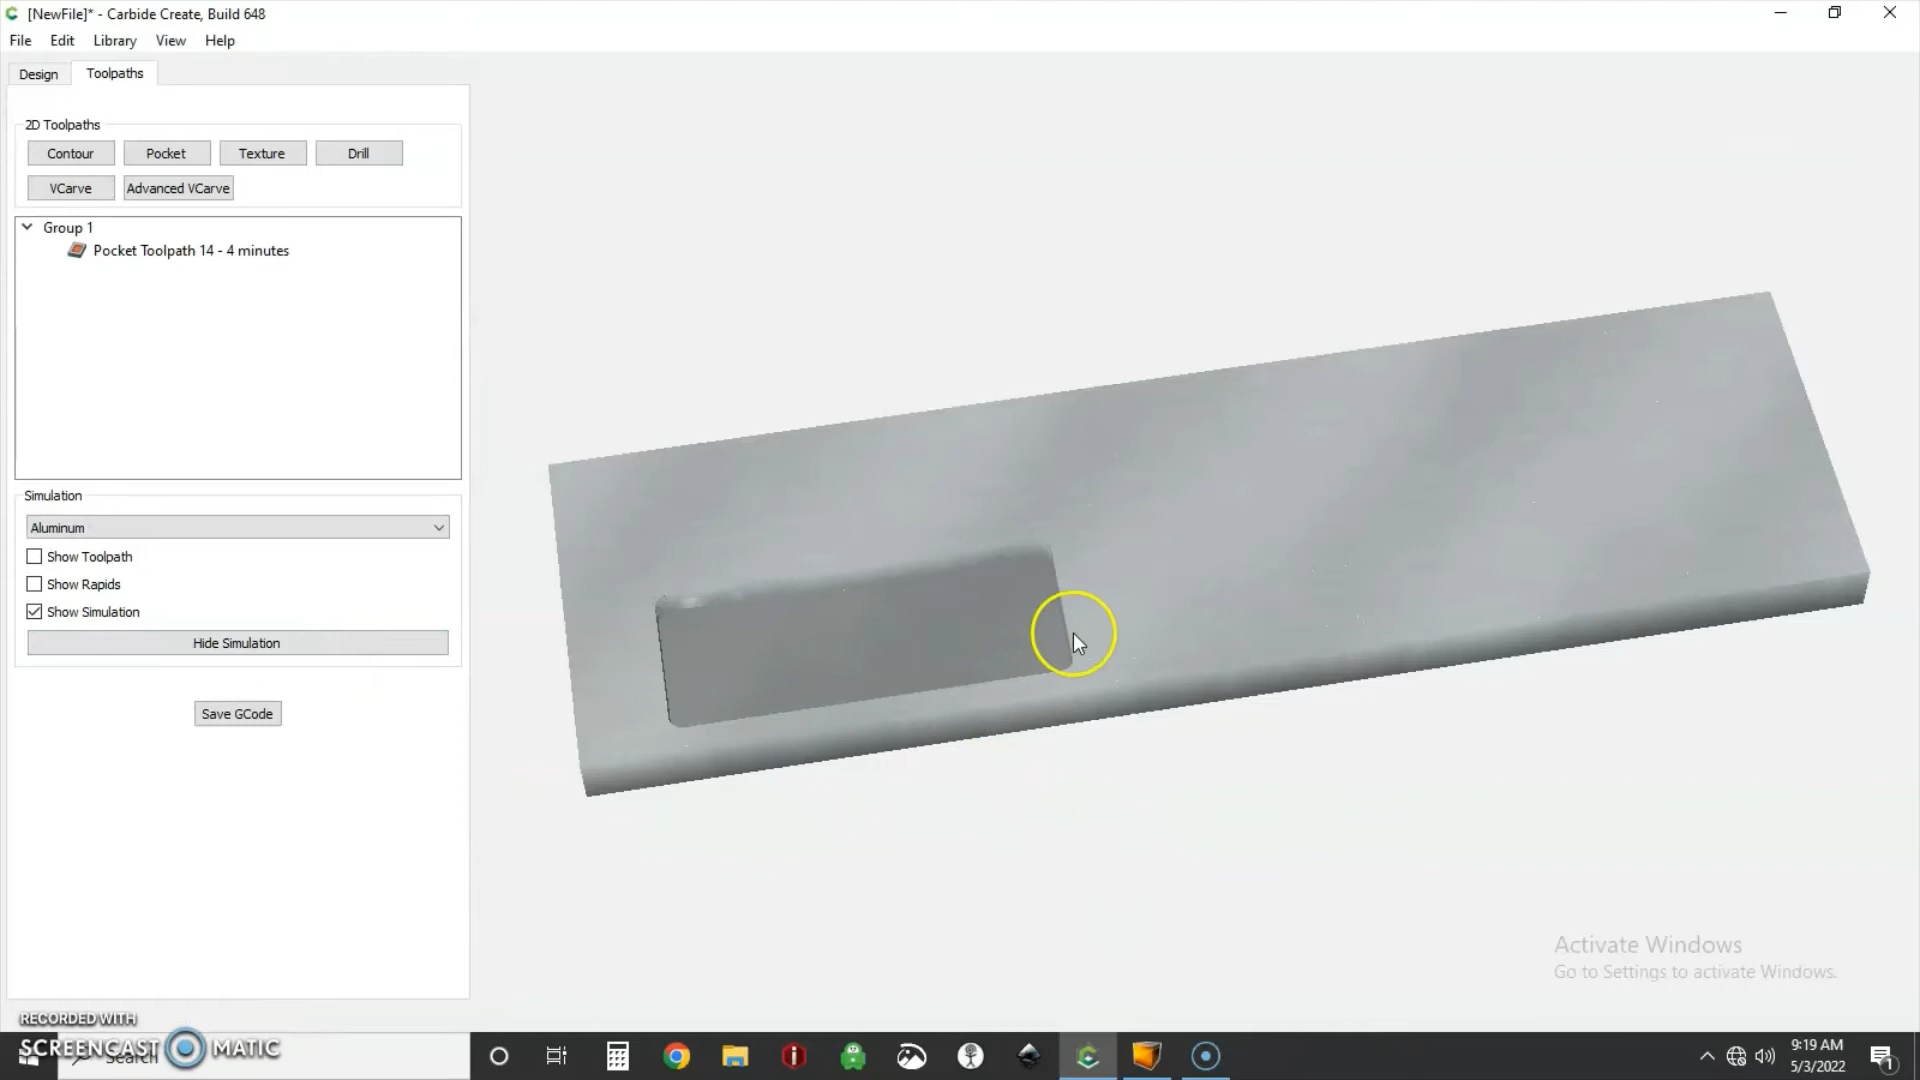 [NewFile]* - Carbide Create, Build 648
File Edit Library View Help
Design Toolpaths
2D Toolpaths
Contour Pocket Texture Drill
VCarve Advanced VCarve
Group 1
Pocket Toolpath 14 - 4 minutes
Simulation
Aluminum
Show Toolpath
Show Rapids
Show Simulation
Hide Simulation
Save GCode
Activate Windows
Go to Settings to activate Windows.
RECORDED WITH
SCREENCAST MATIC
Search
9:19 AM
5/3/2022
1